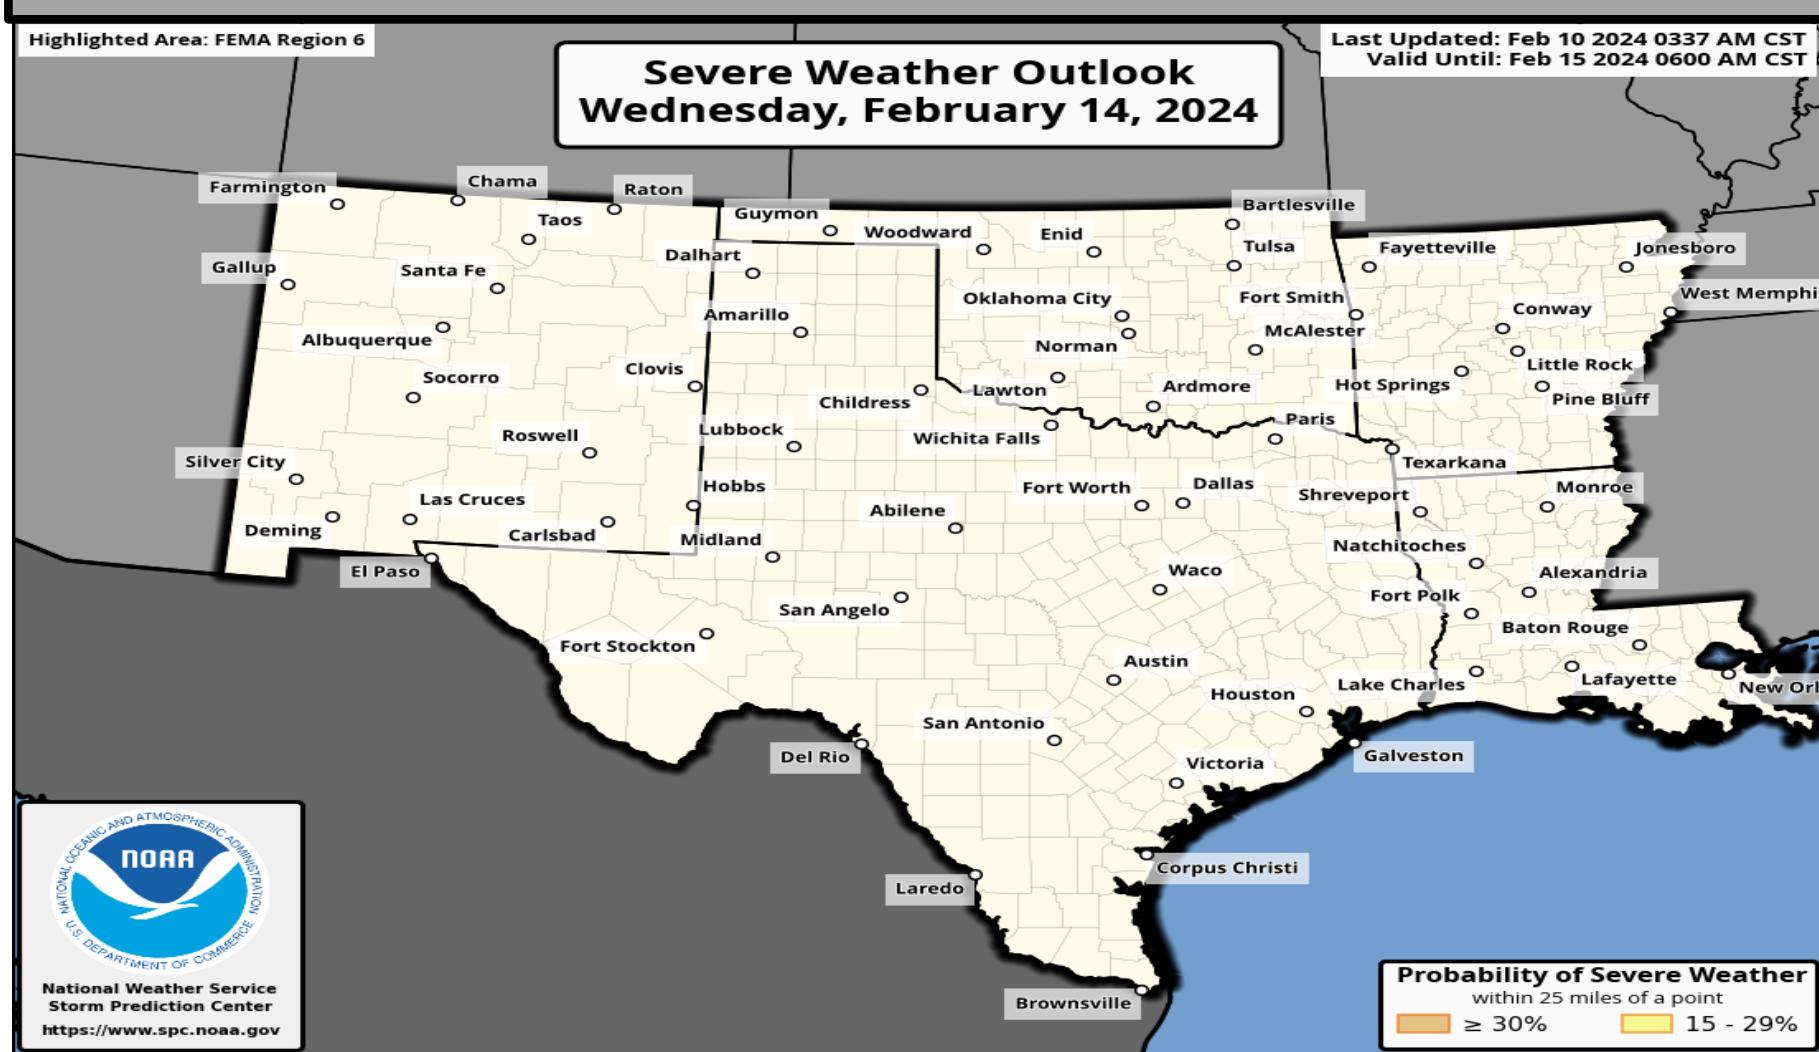 Highlighted Area: FEMA Region 6
Last Updated: Feb 10 2024 0337 AM CST
Valid Until: Feb 15 2024 0600 AM CST
Severe Weather Outlook
Wednesday, February 14, 2024
Farmington
Chama
Raton
Taos
Guymon
Woodward
Enid
Bartlesville
Tulsa
Fayetteville
Jonesboro
Gallup
Santa Fe
Dalhart
Oklahoma City
Fort Smith
West Memphi
Amarillo
Conway
Albuquerque
Norman
McAlester
Socorro
Clovis
Little Rock
Childress
Lawton
Ardmore
Hot Springs
Pine Bluff
Roswell
Lubbock
Wichita Falls
Paris
Silver City
Texarkana
Las Cruces
Hobbs
Fort Worth
Dallas
Shreveport
Monroe
Deming
Carlsbad
Midland
Abilene
Natchitoches
El Paso
Waco
Alexandria
San Angelo
Fort Polk
Fort Stockton
Baton Rouge
Austin
Houston
Lake Charles
Lafayette
New Orl
San Antonio
Del Rio
Victoria
Galveston
Laredo
Corpus Christi
Brownsville
NATIONAL OCEANIC AND ATMOSPHERIC ADMINISTRATION
NOAA
U.S. DEPARTMENT OF COMMERCE
National Weather Service
Storm Prediction Center
https://www.spc.noaa.gov
Probability of Severe Weather
within 25 miles of a point
≥ 30% 15 - 29%